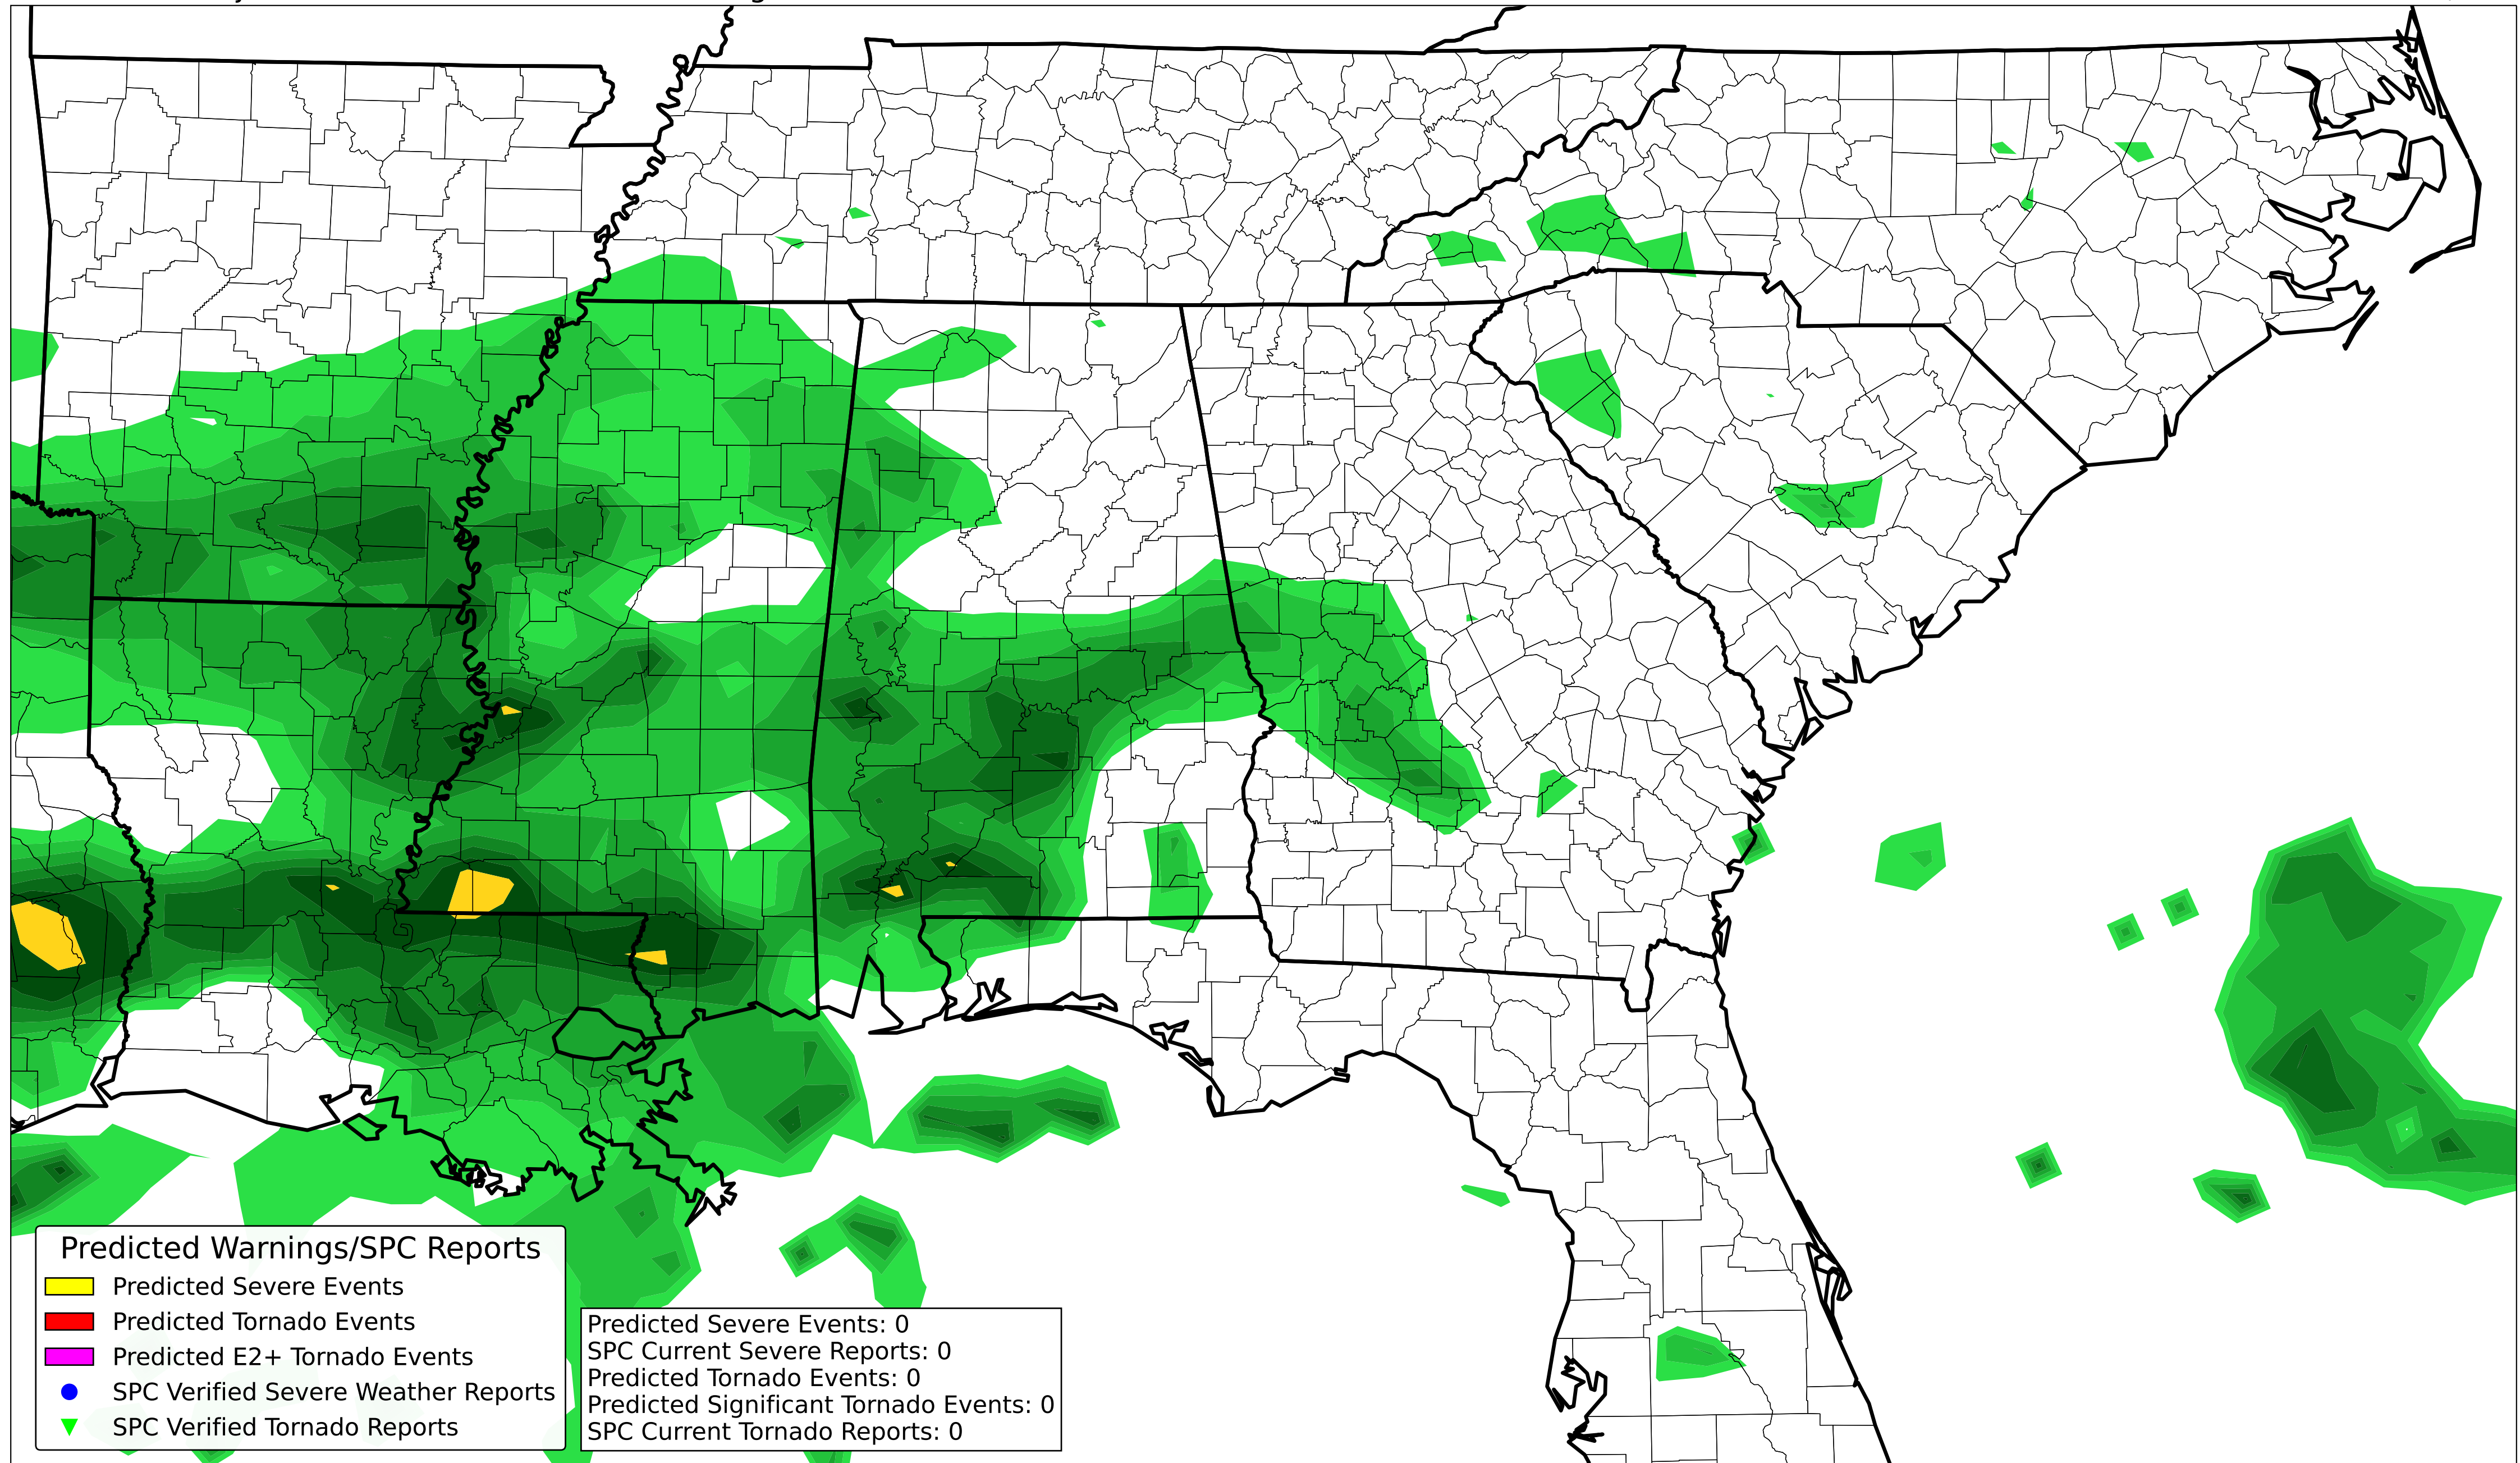 Predicted Warnings/SPC Reports
Predicted Severe Events
Predicted Tornado Events
Predicted E2+ Tornado Events
SPC Verified Severe Weather Reports
SPC Verified Tornado Reports
Predicted Severe Events: 0
SPC Current Severe Reports: 0
Predicted Tornado Events: 0
Predicted Significant Tornado Events: 0
SPC Current Tornado Reports: 0